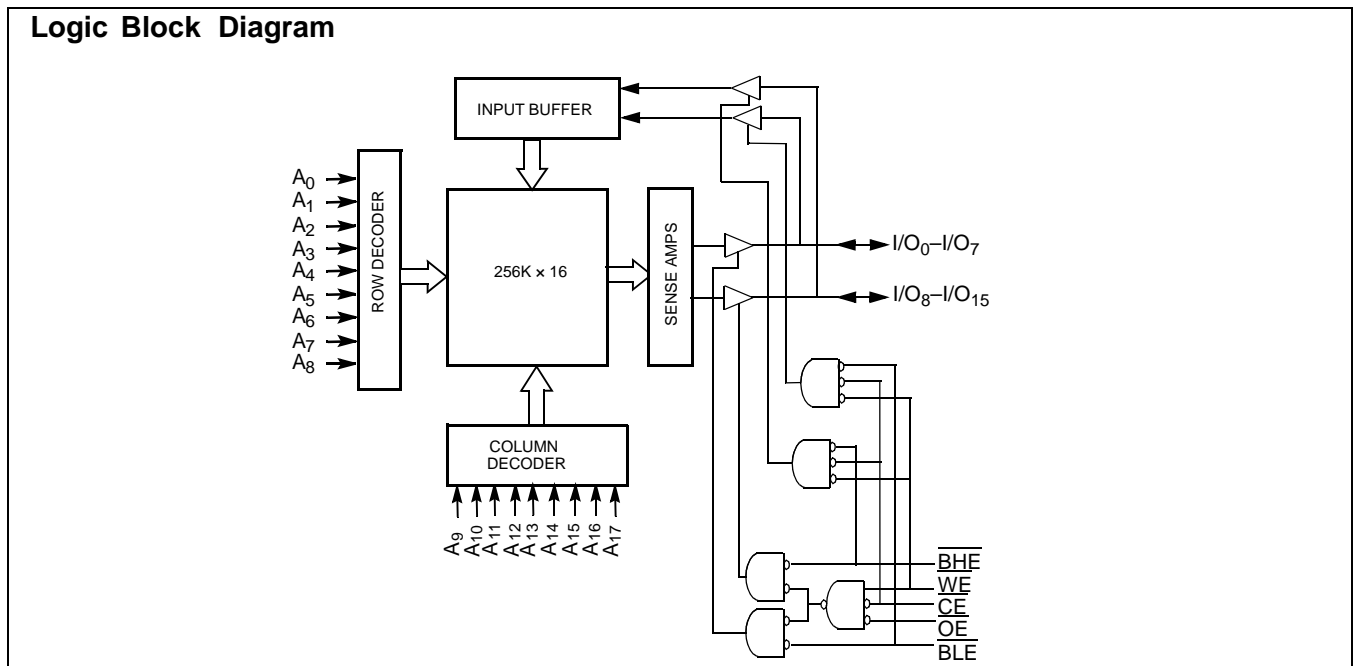 Logic Block Diagram
INPUT BUFFER
A0
A1
A2
A3
A4
A5
A6
A7
A8
ROW DECODER
256K × 16
SENSE AMPS
I/O0–I/O7
I/O8–I/O15
COLUMN
DECODER
A9
A10
A11
A12
A13
A14
A15
A16
A17
BHE
WE
CE
OE
BLE